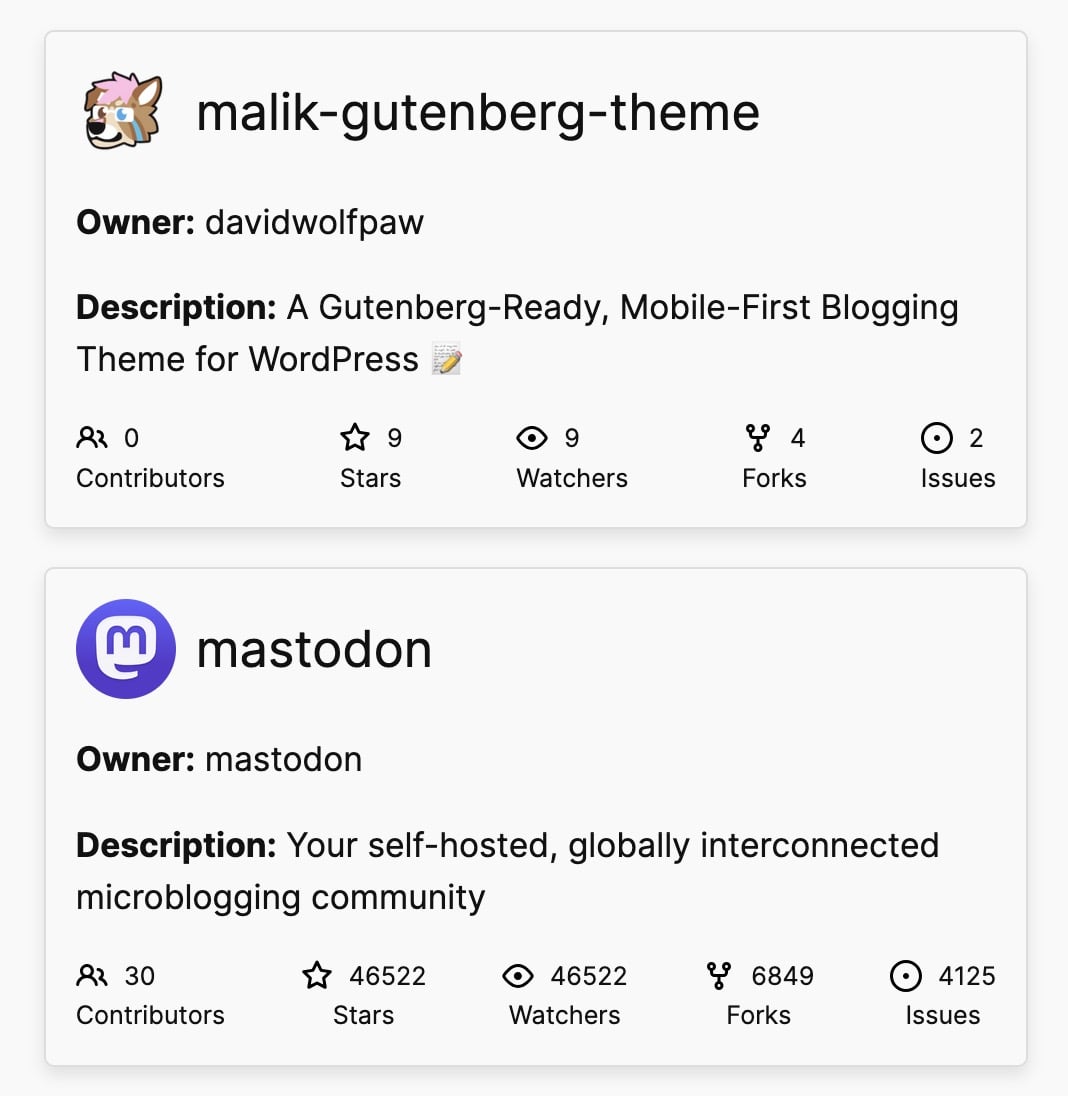 malik-gutenberg-theme
Owner: davidwolfpaw
Description: A Gutenberg-Ready, Mobile-First Blogging
Theme for WordPress 📝
0 9 9 4 2
Contributors Stars Watchers Forks Issues
mastodon
Owner: mastodon
Description: Your self-hosted, globally interconnected
microblogging community
30 46522 46522 6849 4125
Contributors Stars Watchers Forks Issues